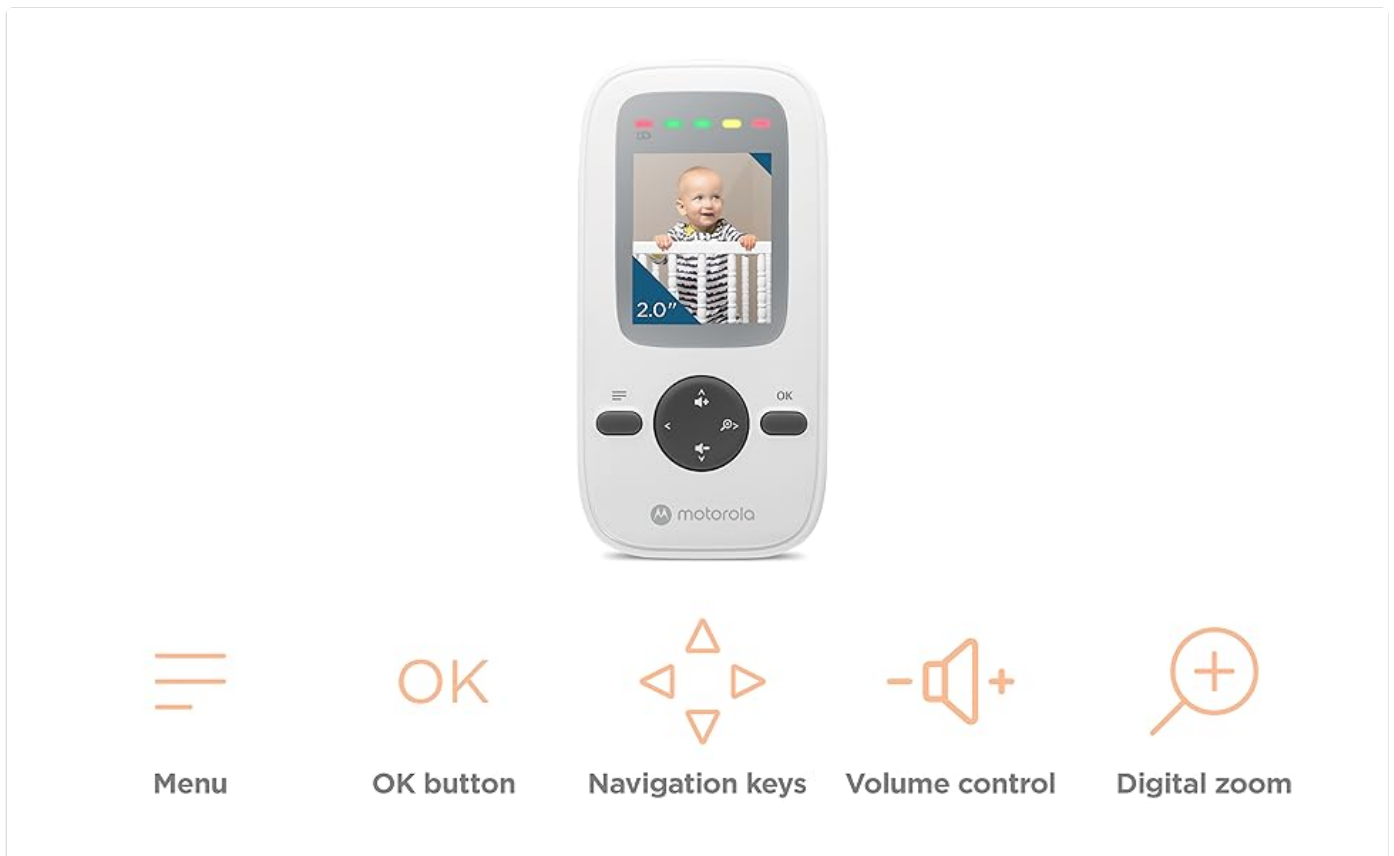 2.0"
OK
motorola
OK
Menu
OK button
Navigation keys
Volume control
Digital zoom